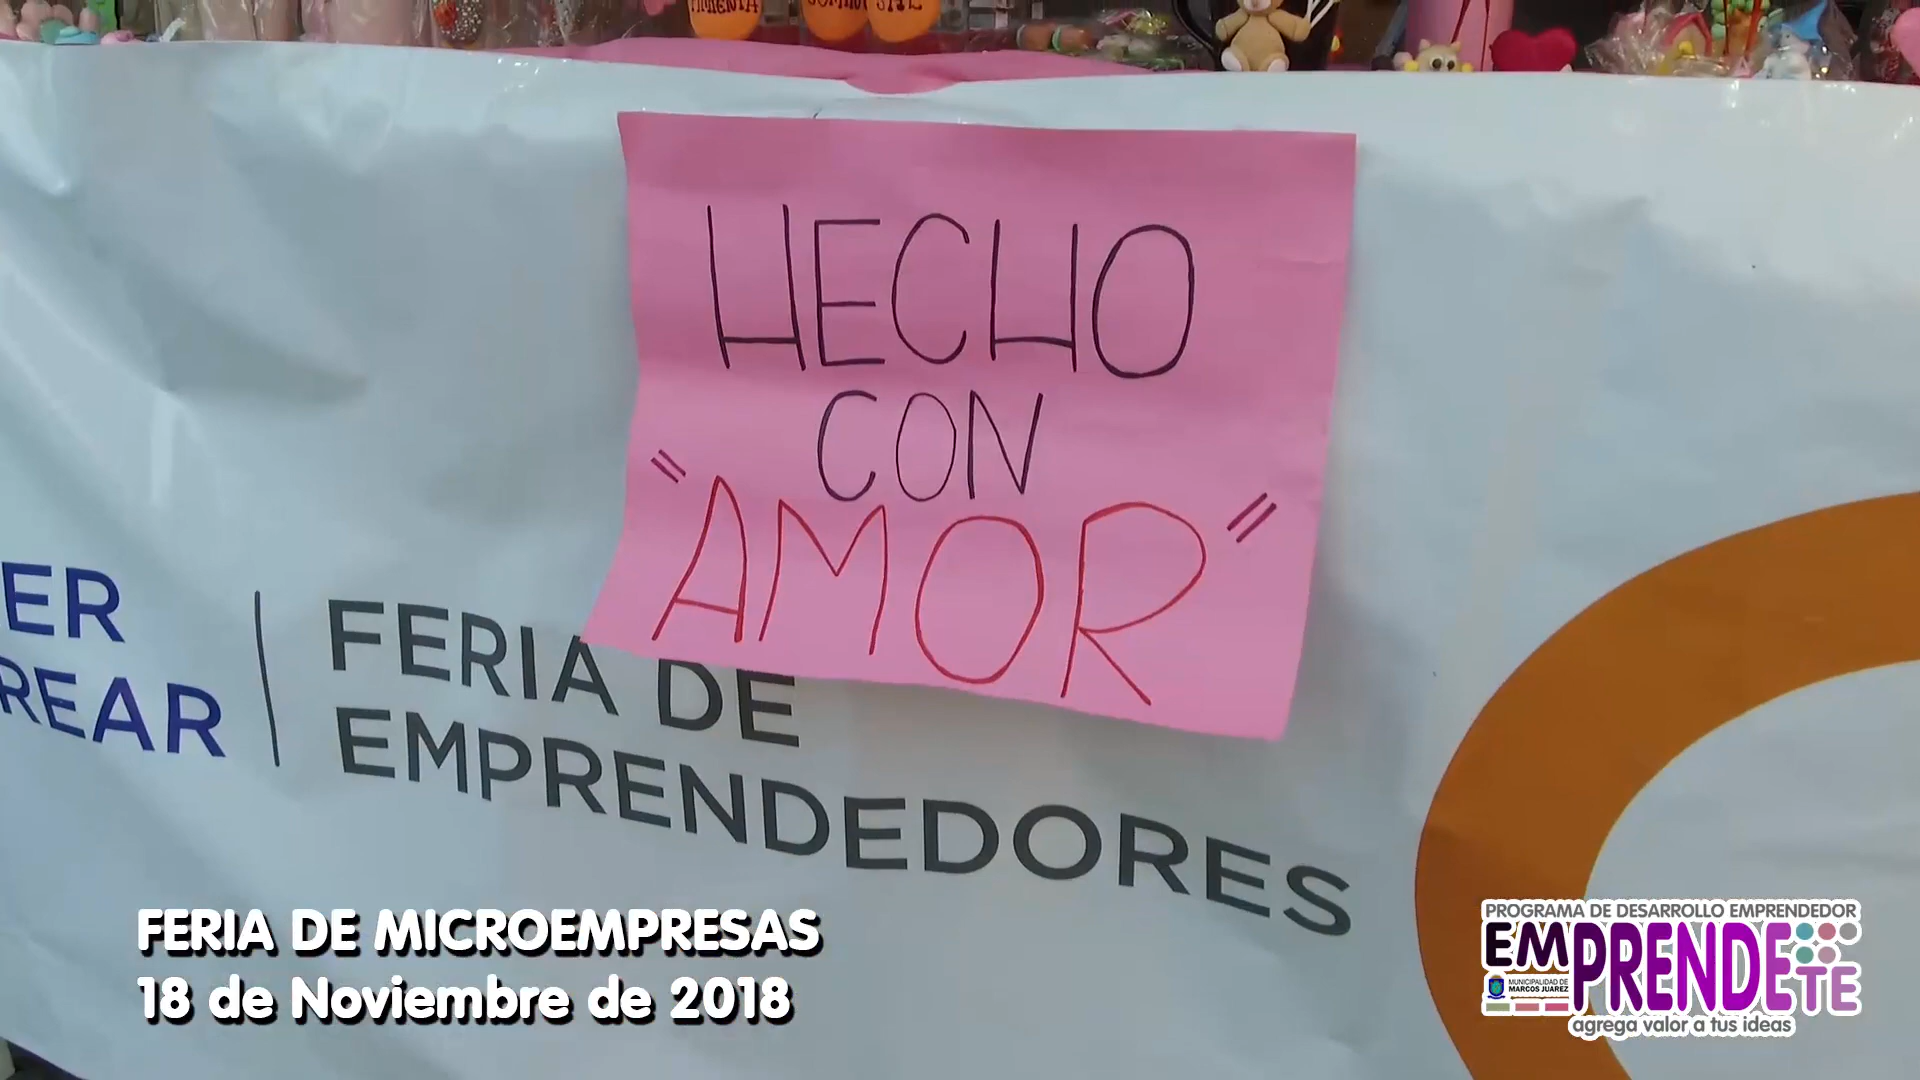 PIMIENTA
HECHO
CON
"AMOR"
ER
REAR
FERIA DE
EMPRENDEDORES
FERIA DE MICROEMPRESAS
18 de Noviembre de 2018
PROGRAMA DE DESARROLLO EMPRENDEDOR
EMPRENDETE
MUNICIPALIDAD DE
MARCOS JUAREZ
agrega valor a tus ideas